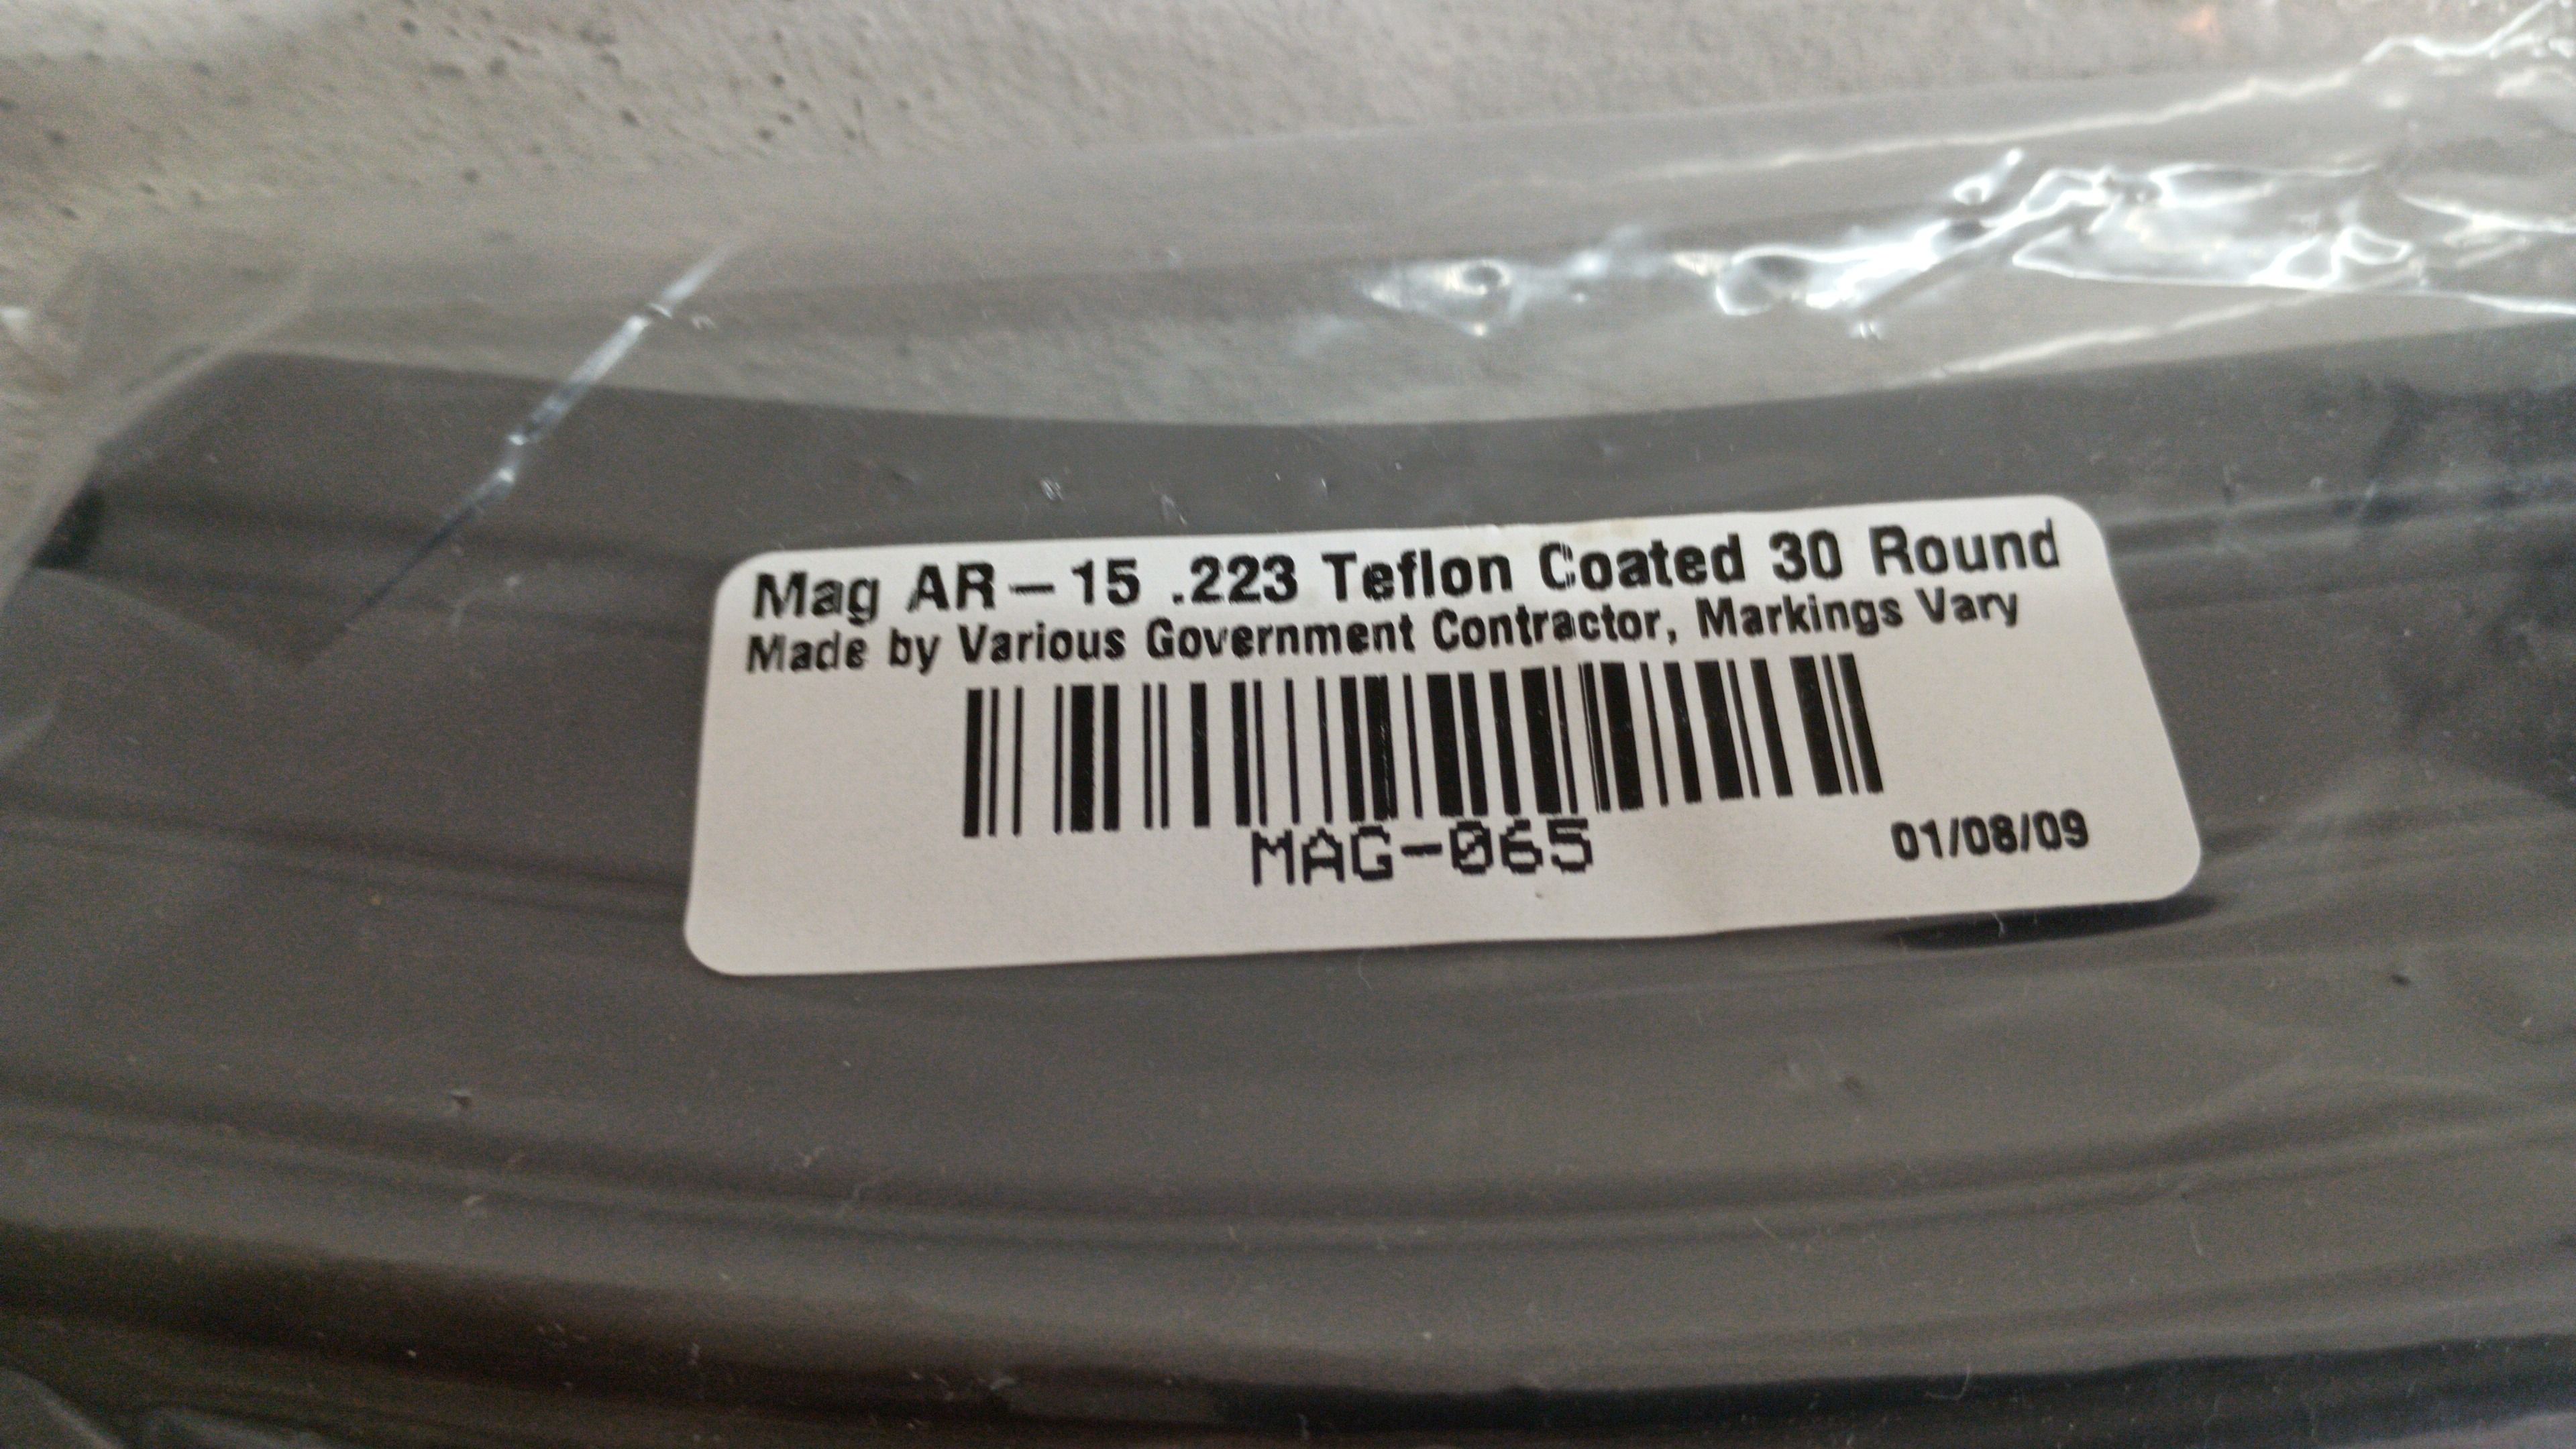 Mag AR-15 .223 Teflon Coated 30 Round
Made by Various Government Contractor, Markings Vary
MAG-065
01/08/09